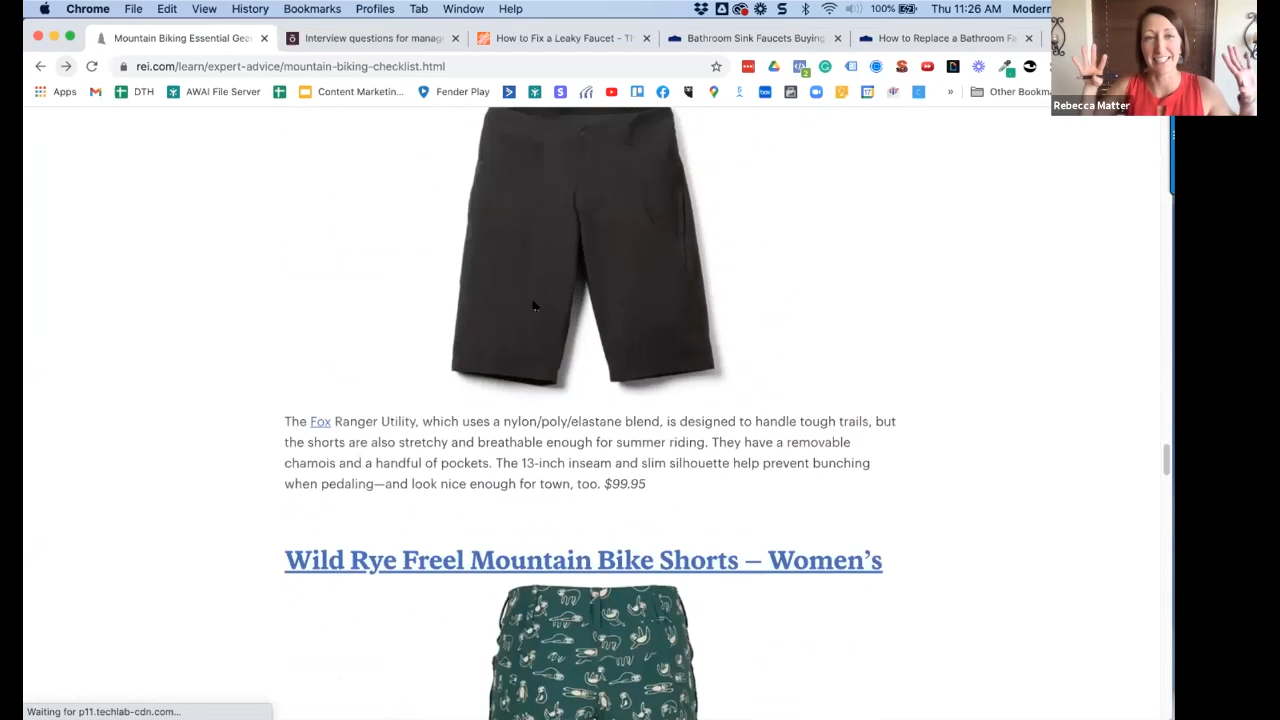 Chrome File Edit View History Bookmarks Profiles Tab Window Help 100% Thu 11:26 AM Modern
Mountain Biking Essential Gea
Interview questions for manag
How to Fix a Leaky Faucet - Th
Bathroom Sink Faucets Buying
How to Replace a Bathroom Fa
rei.com/learn/expert-advice/mountain-biking-checklist.html
Apps DTH AWAI File Server Content Marketing... Fender Play » Other Bookma
Rebecca Matter
The Fox Ranger Utility, which uses a nylon/poly/elastane blend, is designed to handle tough trails, but
the shorts are also stretchy and breathable enough for summer riding. They have a removable
chamois and a handful of pockets. The 13-inch inseam and slim silhouette help prevent bunching
when pedaling—and look nice enough for town, too. $99.95
Wild Rye Freel Mountain Bike Shorts – Women's
Waiting for p11.techlab-cdn.com...